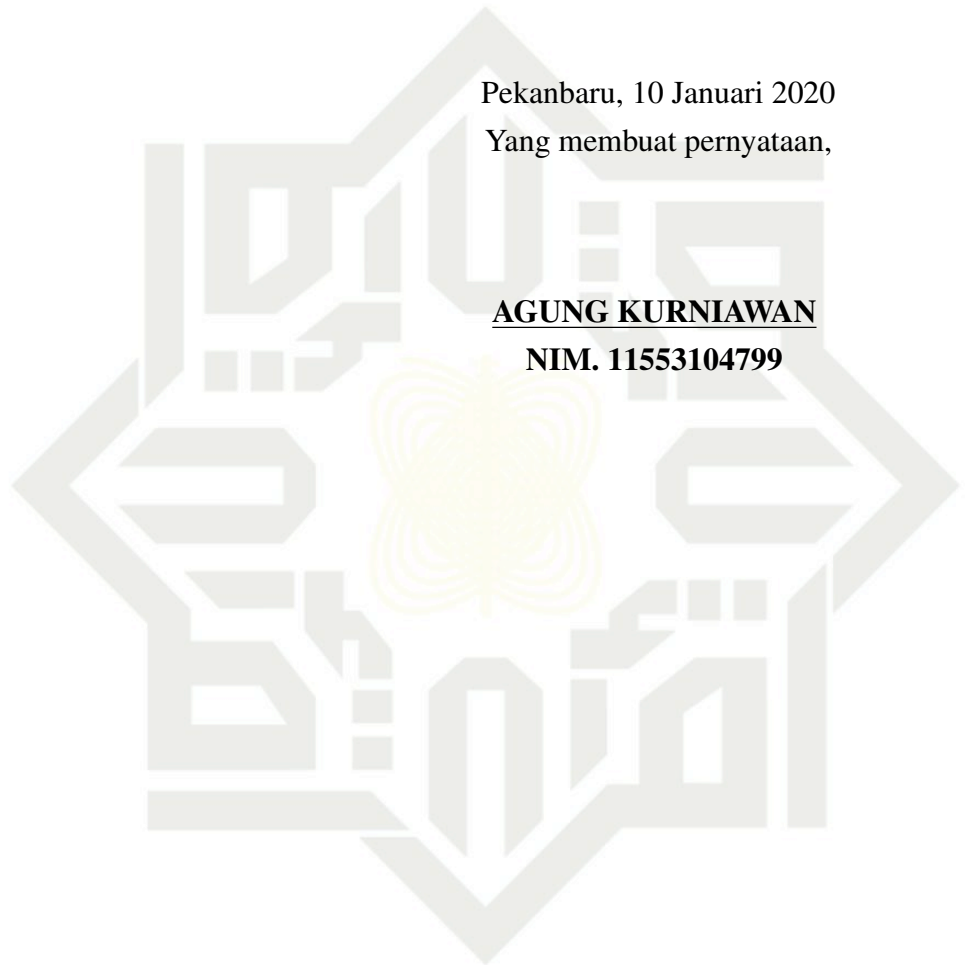 Pekanbaru, 10 Januari 2020
Yang membuat pernyataan,
AGUNG KURNIAWAN
NIM. 11553104799